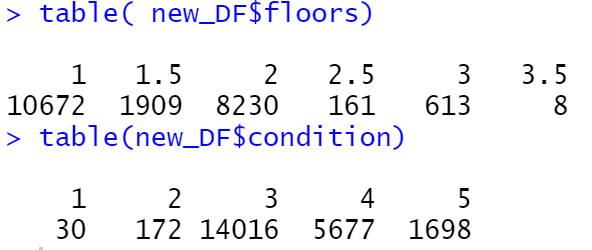 > table( new_DF$floors)
1 1.5 2 2.5 3 3.5
10672 1909 8230 161 613 8
> table(new_DF$condition)
1 2 3 4 5
30 172 14016 5677 1698